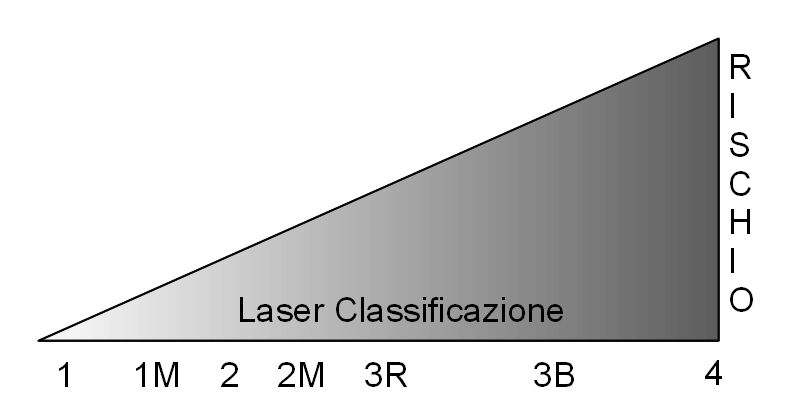 RISCHIO
Laser Classificazione
1 1M 2 2M 3R 3B 4